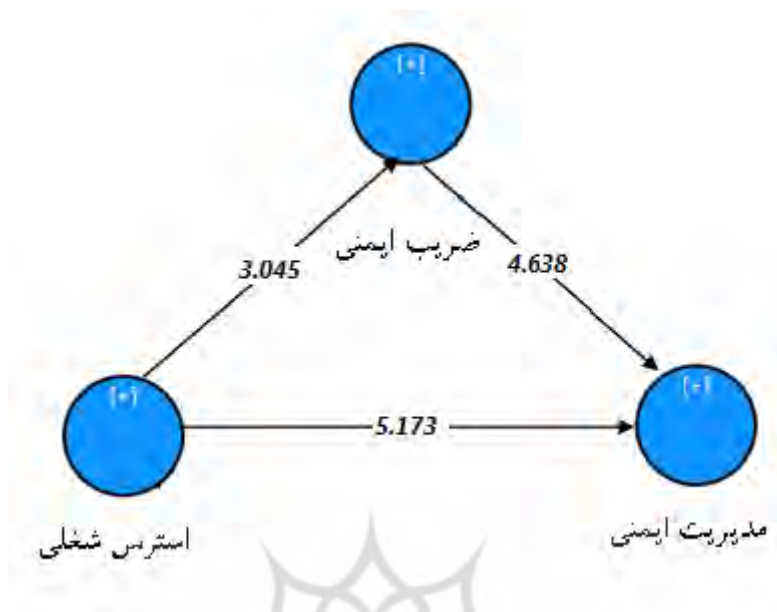 [+]
ضریب ایمنی
3.045
4.638
[+]
[+]
5.173
استرس شغلی
مدیریت ایمنی